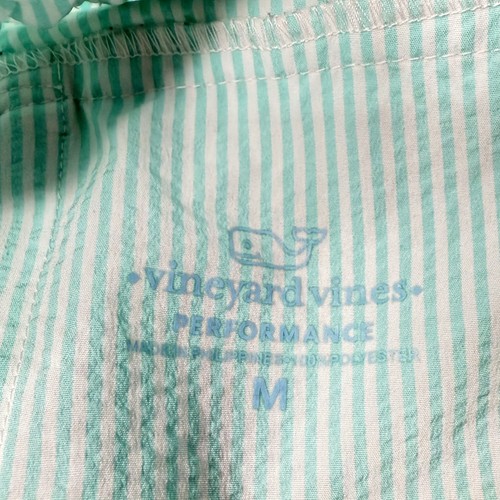 •vineyard vines•
PERFORMANCE
MADE IN PHILIPPINES 100% POLYESTER
M